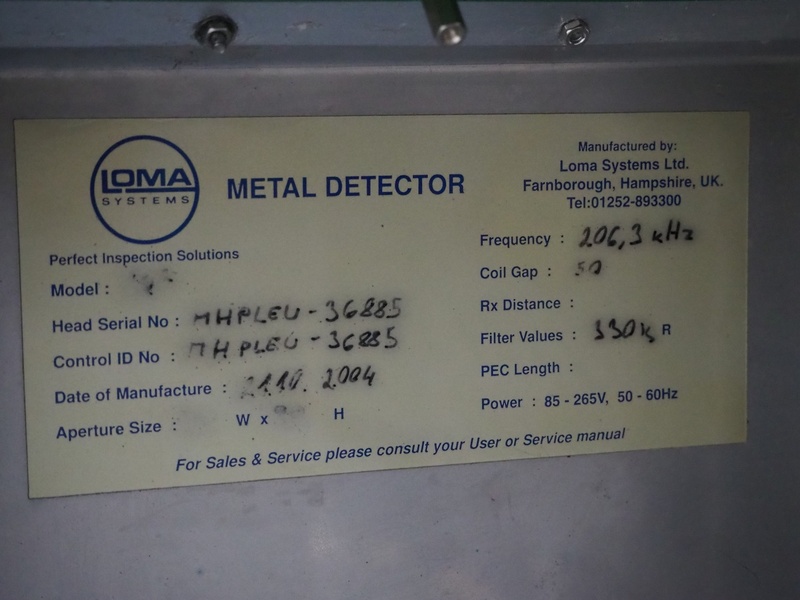 LOMA
SYSTEMS
METAL DETECTOR
Perfect Inspection Solutions
Manufactured by:
Loma Systems Ltd.
Farnborough, Hampshire, UK.
Tel:01252-893300
Model :
Head Serial No : MHPLEU-36885
Control ID No : MHPLEU-36885
Date of Manufacture : 2004
Aperture Size : W x H
Frequency : 206,3 kHz
Coil Gap : 50
Rx Distance :
Filter Values : 330k R
PEC Length :
Power : 85 - 265V, 50 - 60Hz
For Sales & Service please consult your User or Service manual